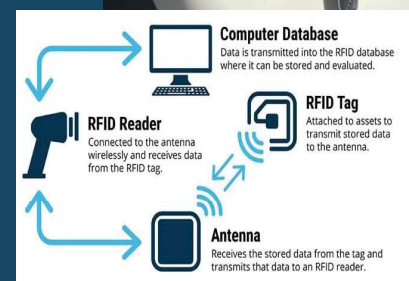 Computer Database
Data is transmitted into the RFID database
where it can be stored and evaluated.
RFID Tag
Attached to assets to
transmit stored data
to the antenna.
RFID Reader
Connected to the antenna
wirelessly and receives data
from the RFID tag.
Antenna
Receives the stored data from the tag and
transmits that data to an RFID reader.